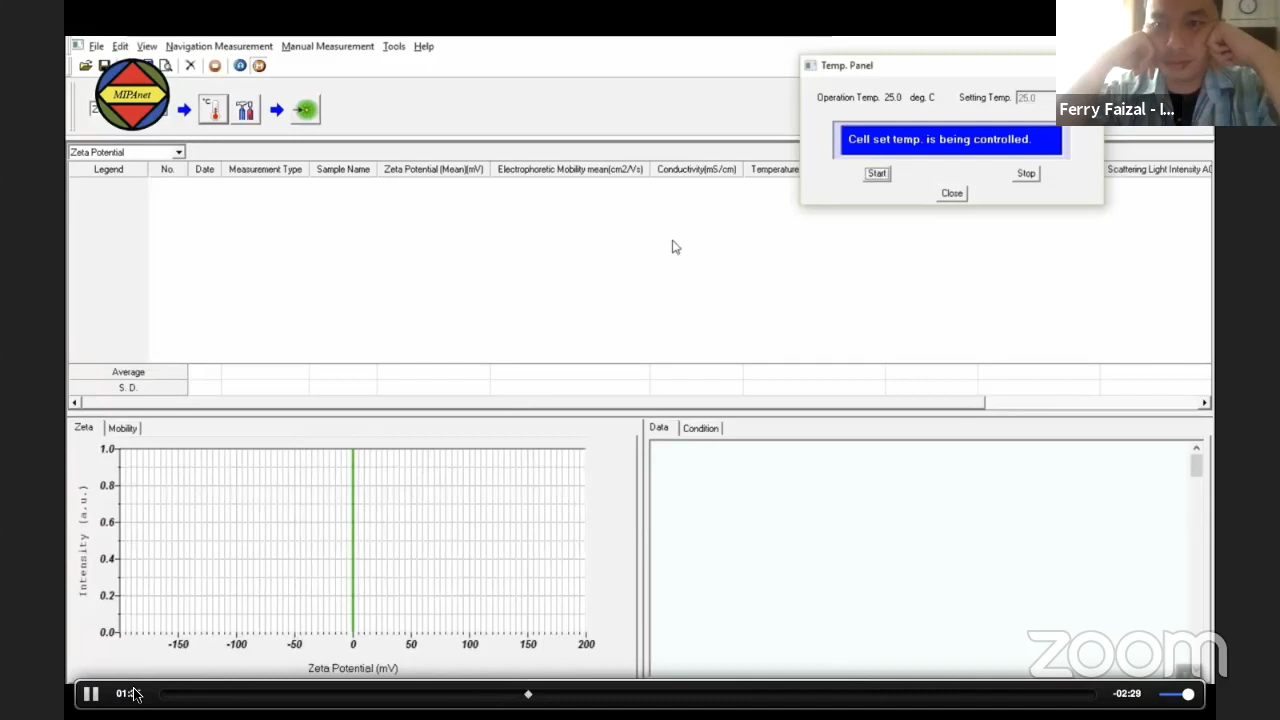 File Edit View Navigation Measurement Manual Measurement Tools Help
MIPAnet
°C
Temp. Panel
Operation Temp. 25.0 deg. C Setting Temp. 25.0
Cell set temp. is being controlled.
Start Stop
Close
Ferry Faizal - I...
Zeta Potential
Legend No. Date Measurement Type Sample Name Zeta Potential (Mean)(mV) Electrophoretic Mobility mean(cm2/Vs) Conductivity(mS/cm) Temperature Scattering Light Intensity
Average
S. D.
Zeta Mobility
Data Condition
1.0
0.8
0.6
0.4
0.2
0.0
Intensity (a.u.)
-150 -100 -50 0 50 100 150 200
Zeta Potential (mV)
zoom
-02:29